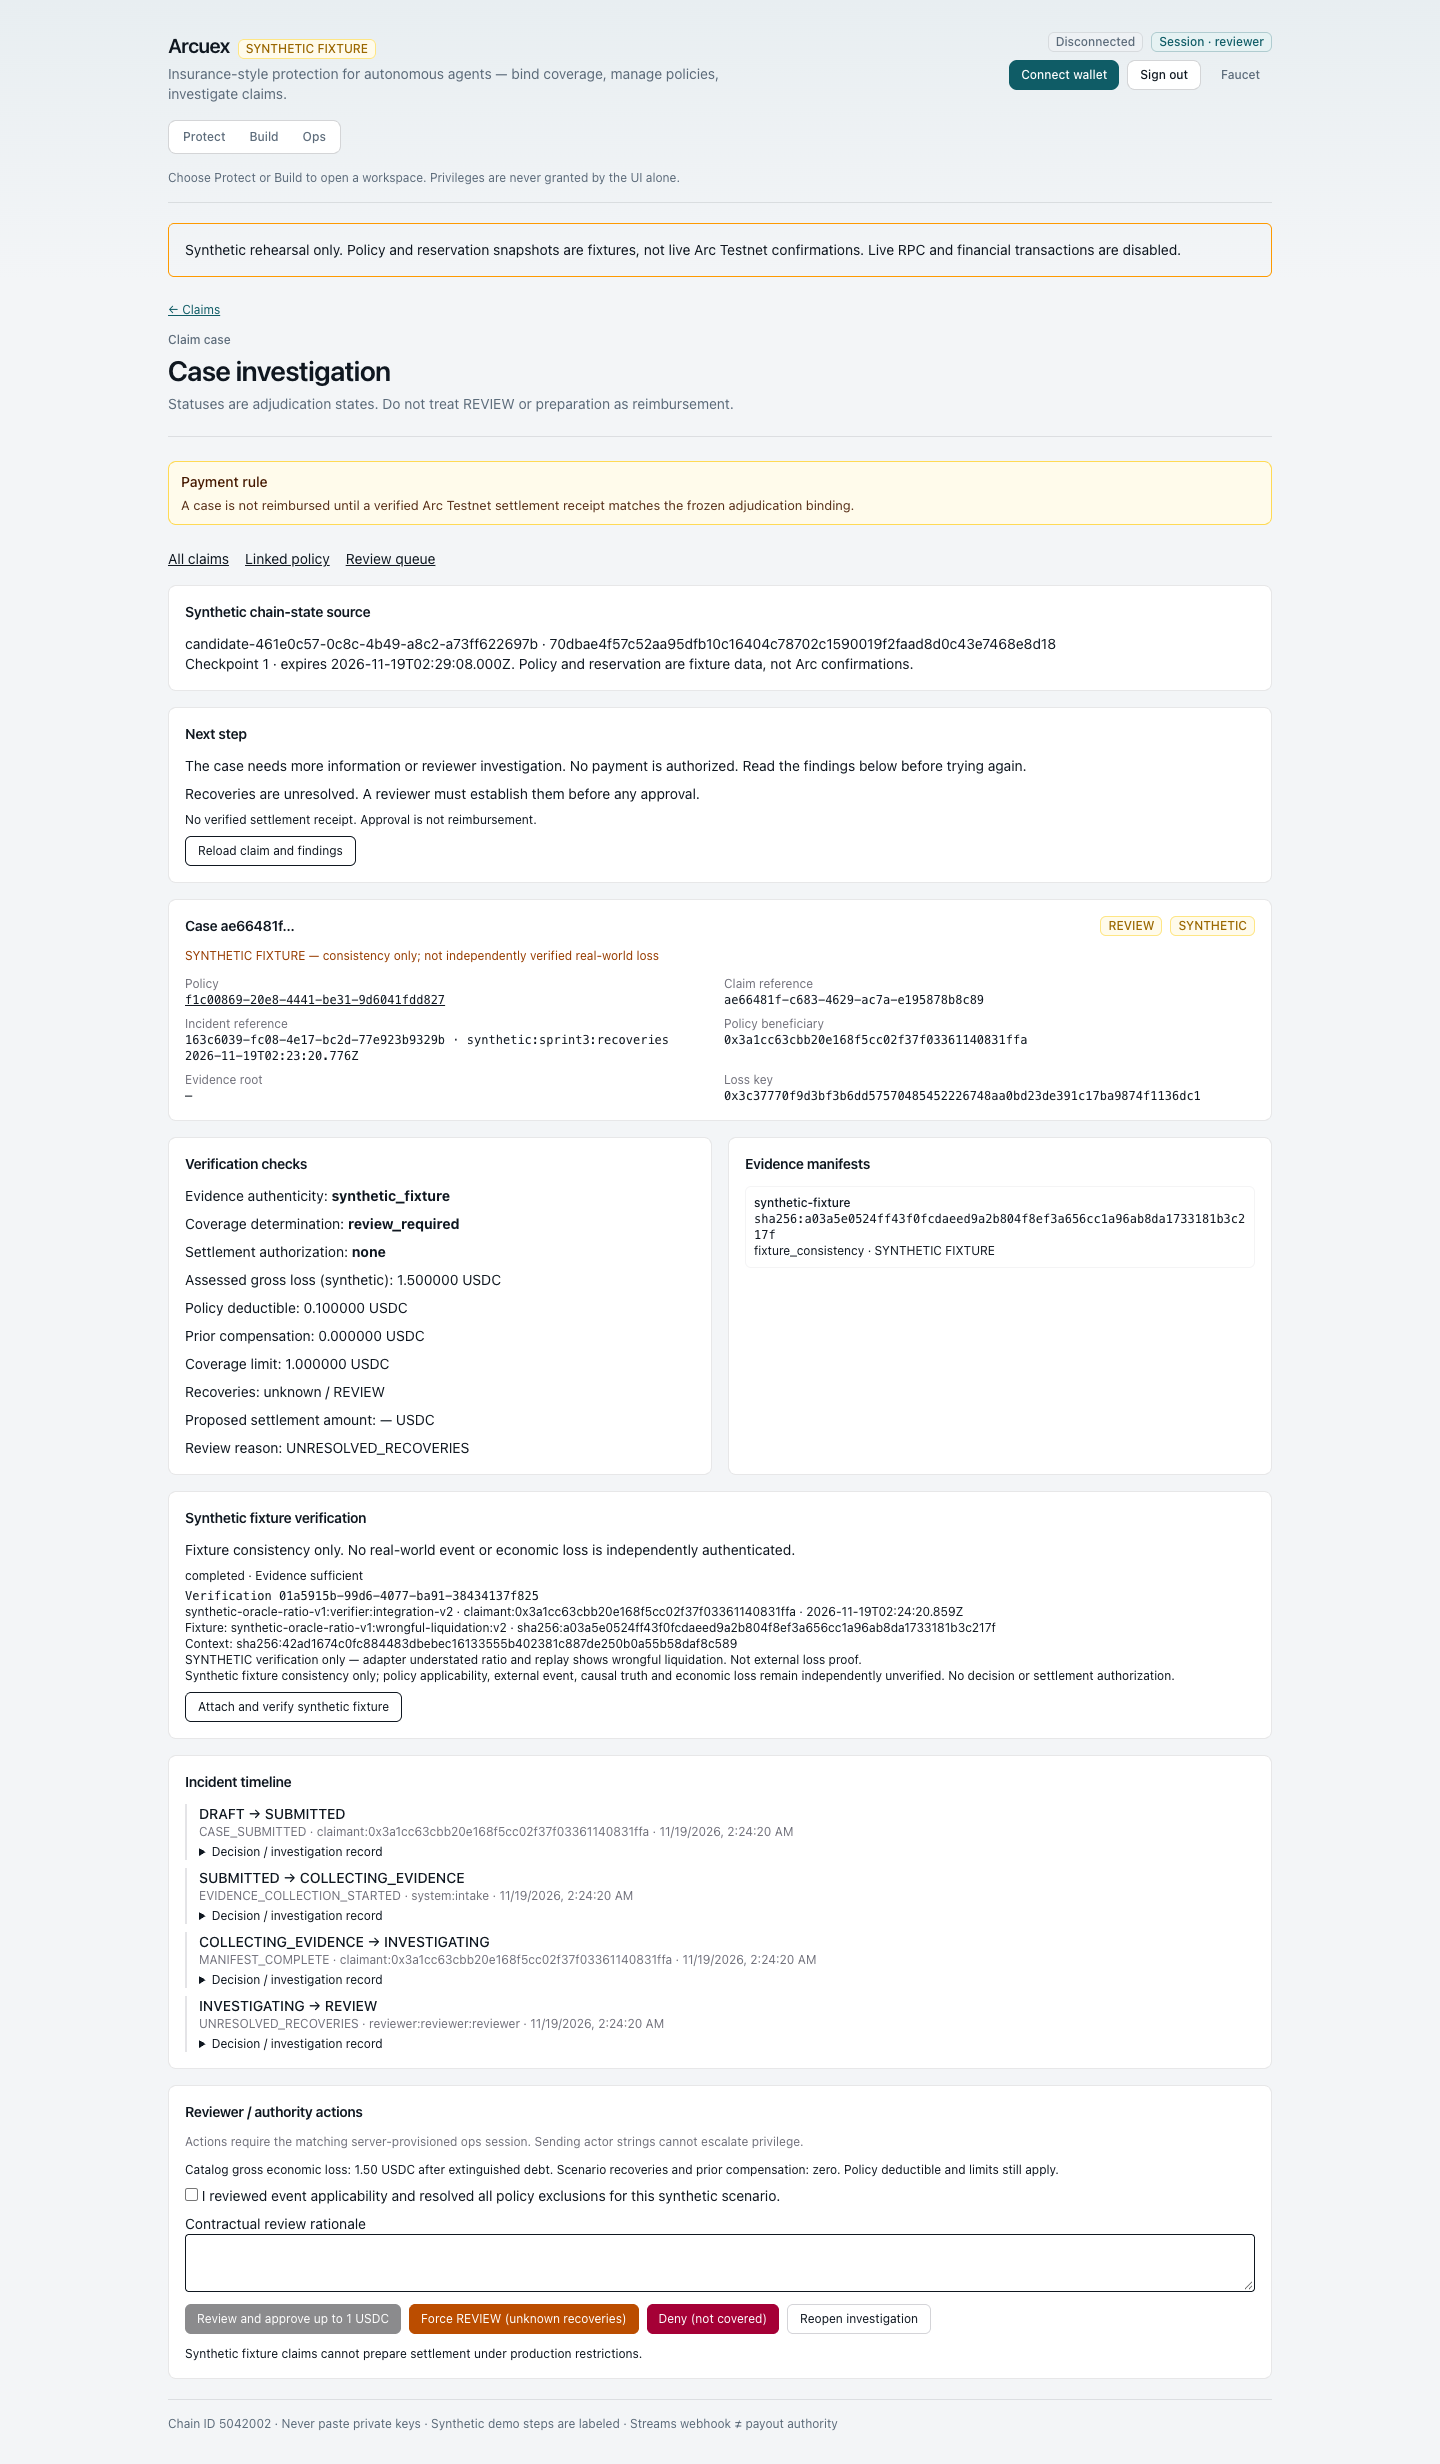 Arcuex SYNTHETIC FIXTURE
Disconnected Session · reviewer
Insurance-style protection for autonomous agents — bind coverage, manage policies,
investigate claims.
Connect wallet Sign out Faucet
Protect Build Ops
Choose Protect or Build to open a workspace. Privileges are never granted by the UI alone.
Synthetic rehearsal only. Policy and reservation snapshots are fixtures, not live Arc Testnet confirmations. Live RPC and financial transactions are disabled.
← Claims
Claim case
Case investigation
Statuses are adjudication states. Do not treat REVIEW or preparation as reimbursement.
Payment rule
A case is not reimbursed until a verified Arc Testnet settlement receipt matches the frozen adjudication binding.
All claims Linked policy Review queue
Synthetic chain-state source
candidate-461e0c57-0c8c-4b49-a8c2-a73ff622697b · 70dbae4f57c52aa95dfb10c16404c78702c1590019f2faad8d0c43e7468e8d18
Checkpoint 1 · expires 2026-11-19T02:29:08.000Z. Policy and reservation are fixture data, not Arc confirmations.
Next step
The case needs more information or reviewer investigation. No payment is authorized. Read the findings below before trying again.
Recoveries are unresolved. A reviewer must establish them before any approval.
No verified settlement receipt. Approval is not reimbursement.
Reload claim and findings
Case ae66481f...
REVIEW SYNTHETIC
SYNTHETIC FIXTURE — consistency only; not independently verified real-world loss
Policy
f1c00869-20e8-4441-be31-9d6041fdd827
Claim reference
ae66481f-c683-4629-ac7a-e195878b8c89
Incident reference
163c6039-fc08-4e17-bc2d-77e923b9329b · synthetic:sprint3:recoveries
2026-11-19T02:23:20.776Z
Policy beneficiary
0x3a1cc63cbb20e168f5cc02f37f03361140831ffa
Evidence root
—
Loss key
0x3c37770f9d3bf3b6dd57570485452226748aa0bd23de391c17ba9874f1136dc1
Verification checks
Evidence authenticity: synthetic_fixture
Coverage determination: review_required
Settlement authorization: none
Assessed gross loss (synthetic): 1.500000 USDC
Policy deductible: 0.100000 USDC
Prior compensation: 0.000000 USDC
Coverage limit: 1.000000 USDC
Recoveries: unknown / REVIEW
Proposed settlement amount: — USDC
Review reason: UNRESOLVED_RECOVERIES
Evidence manifests
synthetic-fixture
sha256:a03a5e0524ff43f0fcdaeed9a2b804f8ef3a656cc1a96ab8da1733181b3c2
17f
fixture_consistency · SYNTHETIC FIXTURE
Synthetic fixture verification
Fixture consistency only. No real-world event or economic loss is independently authenticated.
completed · Evidence sufficient
Verification 01a5915b-99d6-4077-ba91-38434137f825
synthetic-oracle-ratio-v1:verifier:integration-v2 · claimant:0x3a1cc63cbb20e168f5cc02f37f03361140831ffa · 2026-11-19T02:24:20.859Z
Fixture: synthetic-oracle-ratio-v1:wrongful-liquidation:v2 · sha256:a03a5e0524ff43f0fcdaeed9a2b804f8ef3a656cc1a96ab8da1733181b3c217f
Context: sha256:42ad1674c0fc884483dbebec16133555b402381c887de250b0a55b58daf8c589
SYNTHETIC verification only — adapter understated ratio and replay shows wrongful liquidation. Not external loss proof.
Synthetic fixture consistency only; policy applicability, external event, causal truth and economic loss remain independently unverified. No decision or settlement authorization.
Attach and verify synthetic fixture
Incident timeline
DRAFT → SUBMITTED
CASE_SUBMITTED · claimant:0x3a1cc63cbb20e168f5cc02f37f03361140831ffa · 11/19/2026, 2:24:20 AM
▶ Decision / investigation record
SUBMITTED → COLLECTING_EVIDENCE
EVIDENCE_COLLECTION_STARTED · system:intake · 11/19/2026, 2:24:20 AM
▶ Decision / investigation record
COLLECTING_EVIDENCE → INVESTIGATING
MANIFEST_COMPLETE · claimant:0x3a1cc63cbb20e168f5cc02f37f03361140831ffa · 11/19/2026, 2:24:20 AM
▶ Decision / investigation record
INVESTIGATING → REVIEW
UNRESOLVED_RECOVERIES · reviewer:reviewer:reviewer · 11/19/2026, 2:24:20 AM
▶ Decision / investigation record
Reviewer / authority actions
Actions require the matching server-provisioned ops session. Sending actor strings cannot escalate privilege.
Catalog gross economic loss: 1.50 USDC after extinguished debt. Scenario recoveries and prior compensation: zero. Policy deductible and limits still apply.
I reviewed event applicability and resolved all policy exclusions for this synthetic scenario.
Contractual review rationale
Review and approve up to 1 USDC Force REVIEW (unknown recoveries) Deny (not covered) Reopen investigation
Synthetic fixture claims cannot prepare settlement under production restrictions.
Chain ID 5042002 · Never paste private keys · Synthetic demo steps are labeled · Streams webhook ≠ payout authority